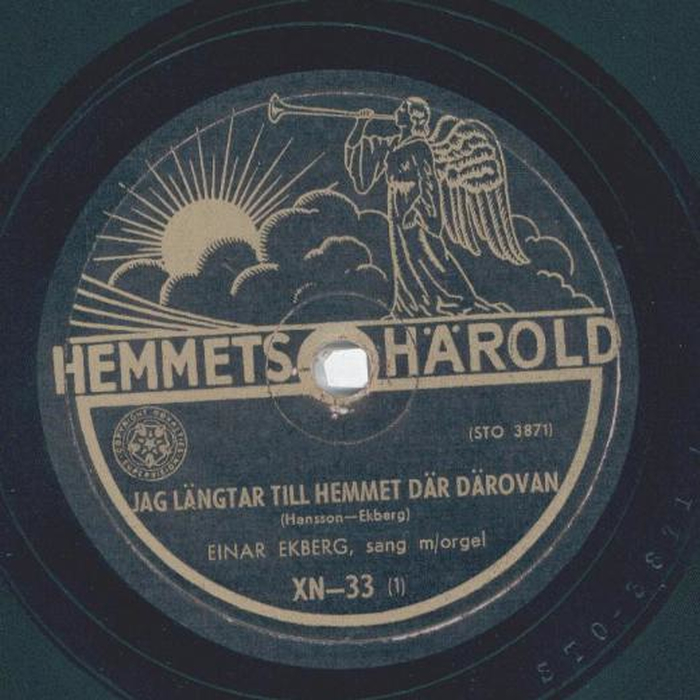 HEMMETS HÄROLD
(STO 3871)
JAG LÄNGTAR TILL HEMMET DÄR DÄROVAN
(Hansson—Ekberg)
EINAR EKBERG, sang m/orgel
XN—33 (1)